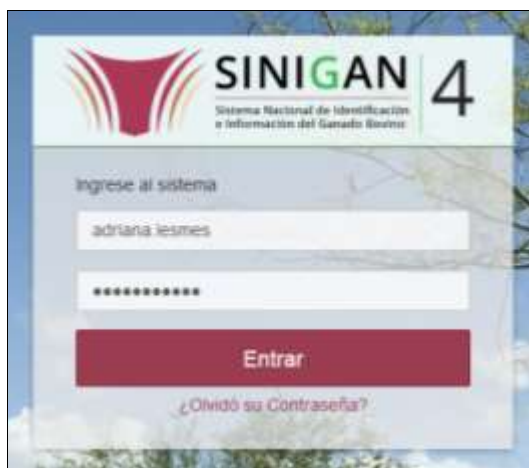 SINIGAN 4
Sistema Nacional de Identificación
e Información del Ganado Bovino
Ingrese al sistema
adriana lesmes
•••••••••••
Entrar
¿Olvidó su Contraseña?